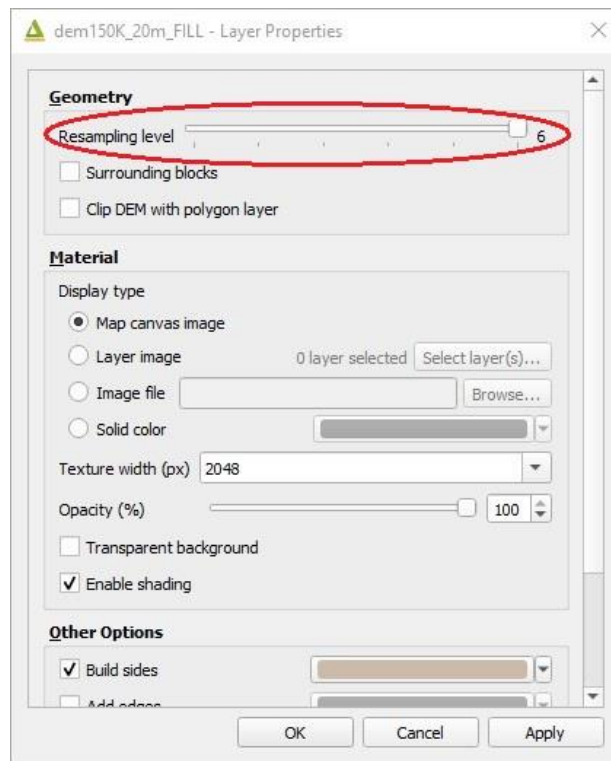 dem150K_20m_FILL - Layer Properties
Geometry
Resampling level 6
Surrounding blocks
Clip DEM with polygon layer
Material
Display type
Map canvas image
Layer image 0 layer selected Select layer(s)...
Image file Browse...
Solid color
Texture width (px) 2048
Opacity (%) 100
Transparent background
Enable shading
Other Options
Build sides
Add edges
OK Cancel Apply